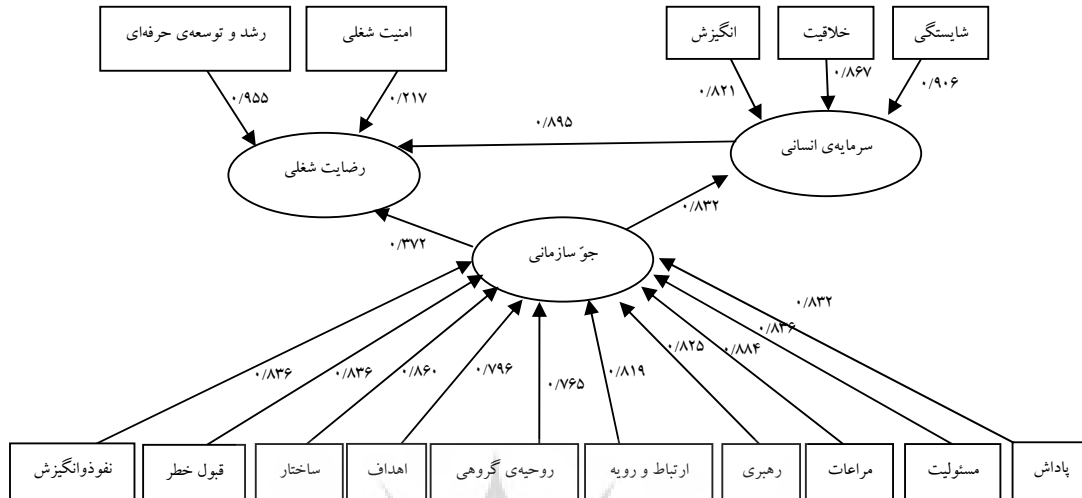 شایستگی
خلاقیت
انگیزش
امنیت شغلی
رشد و توسعه‌ی حرفه‌ای
۰/۹۰۶
۰/۸۶۷
۰/۸۲۱
۰/۲۱۷
۰/۹۵۵
۰/۸۹۵
سرمایه‌ی انسانی
رضایت شغلی
۰/۸۳۲
۰/۳۷۲
جوّ سازمانی
۰/۸۳۲
۰/۸۳۶
۰/۸۸۴
۰/۸۲۵
۰/۸۱۹
۰/۷۶۵
۰/۷۹۶
۰/۸۶۰
۰/۸۳۶
۰/۸۳۶
پاداش
مسئولیت
مراعات
رهبری
ارتباط و رویه
روحیه‌ی گروهی
اهداف
ساختار
قبول خطر
نفوذوانگیزش